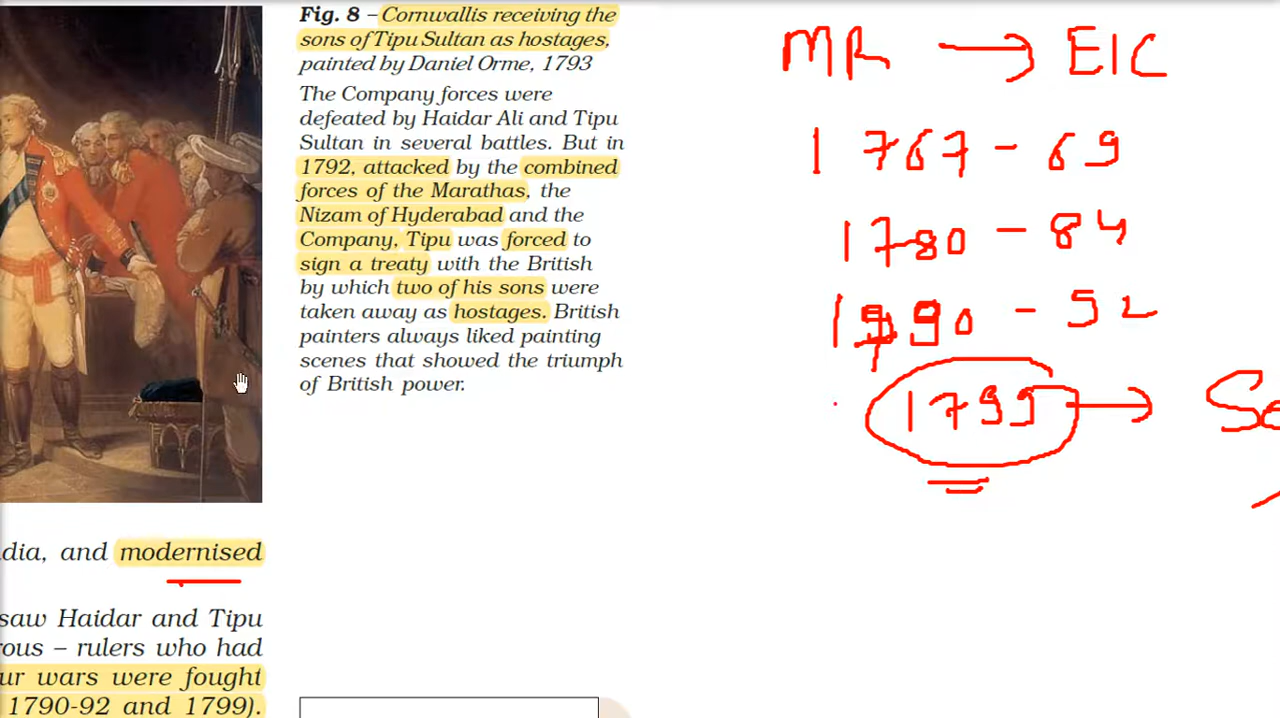 Fig. 8 – Cornwallis receiving the
sons of Tipu Sultan as hostages,
painted by Daniel Orme, 1793
The Company forces were
defeated by Haidar Ali and Tipu
Sultan in several battles. But in
1792, attacked by the combined
forces of the Marathas, the
Nizam of Hyderabad and the
Company, Tipu was forced to
sign a treaty with the British
by which two of his sons were
taken away as hostages. British
painters always liked painting
scenes that showed the triumph
of British power.
MR → EIC
1767 - 69
1780 - 84
1790 - 92
1799 → Se
dia, and modernised
saw Haidar and Tipu
rous – rulers who had
ur wars were fought
1790-92 and 1799).